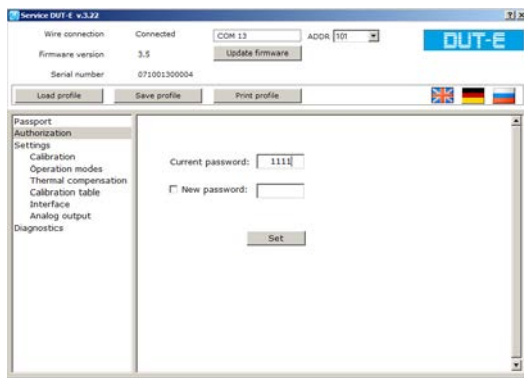 Service DUT-E v.3.22
Wire connection Connected COM 13 ADDR 101
DUT-E
Firmware version 3.5 Update firmware
Serial number 071001300004
Load profile Save profile Print profile
Passport
Authorization
Settings
Calibration
Operation modes
Thermal compensation
Calibration table
Interface
Analog output
Diagnostics
Current password: 1111
New password:
Set